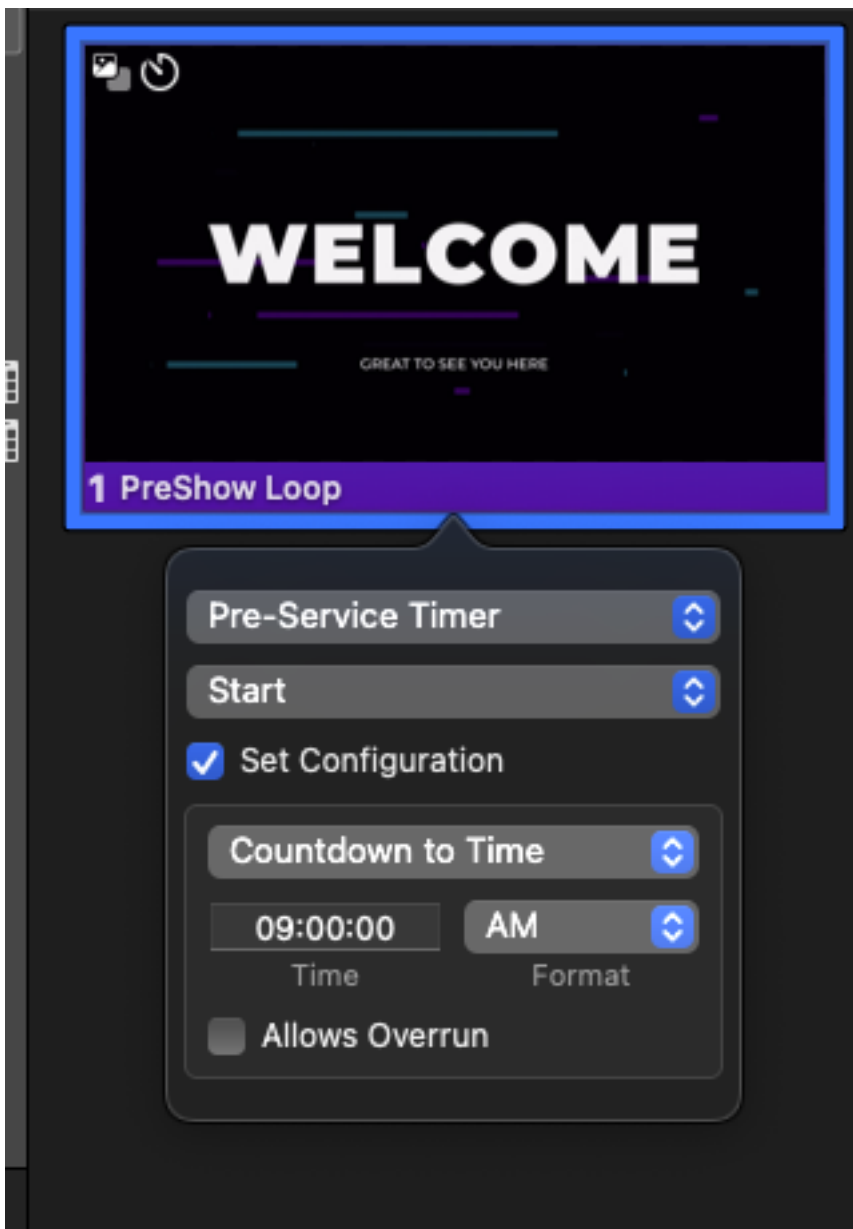 WELCOME
GREAT TO SEE YOU HERE
1 PreShow Loop
Pre-Service Timer
Start
Set Configuration
Countdown to Time
09:00:00 AM
Time Format
Allows Overrun